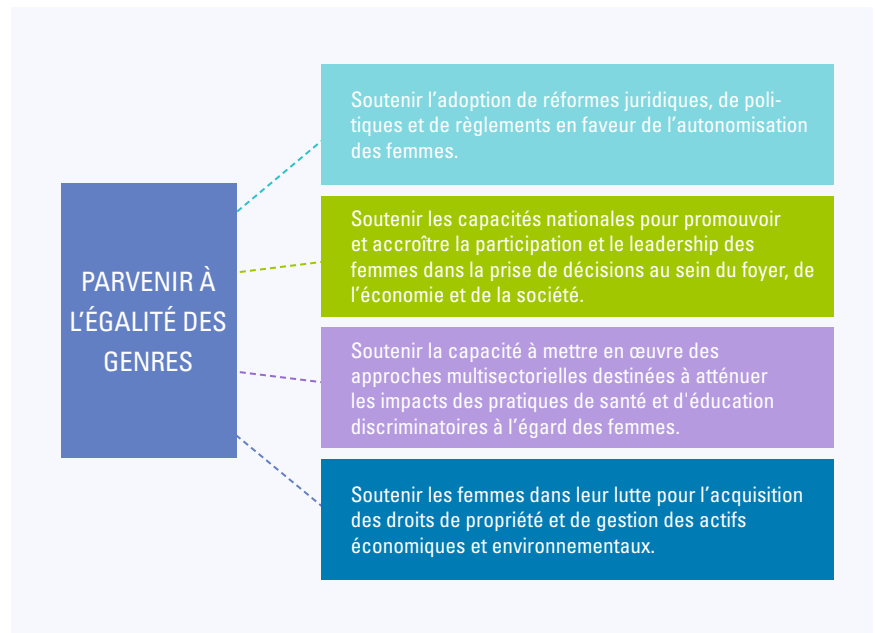 PARVENIR À
L’ÉGALITÉ DES
GENRES
Soutenir l’adoption de réformes juridiques, de poli-
tiques et de règlements en faveur de l’autonomisation
des femmes.
Soutenir les capacités nationales pour promouvoir
et accroître la participation et le leadership des
femmes dans la prise de décisions au sein du foyer, de
l’économie et de la société.
Soutenir la capacité à mettre en œuvre des
approches multisectorielles destinées à atténuer
les impacts des pratiques de santé et d'éducation
discriminatoires à l’égard des femmes.
Soutenir les femmes dans leur lutte pour l’acquisition
des droits de propriété et de gestion des actifs
économiques et environnementaux.